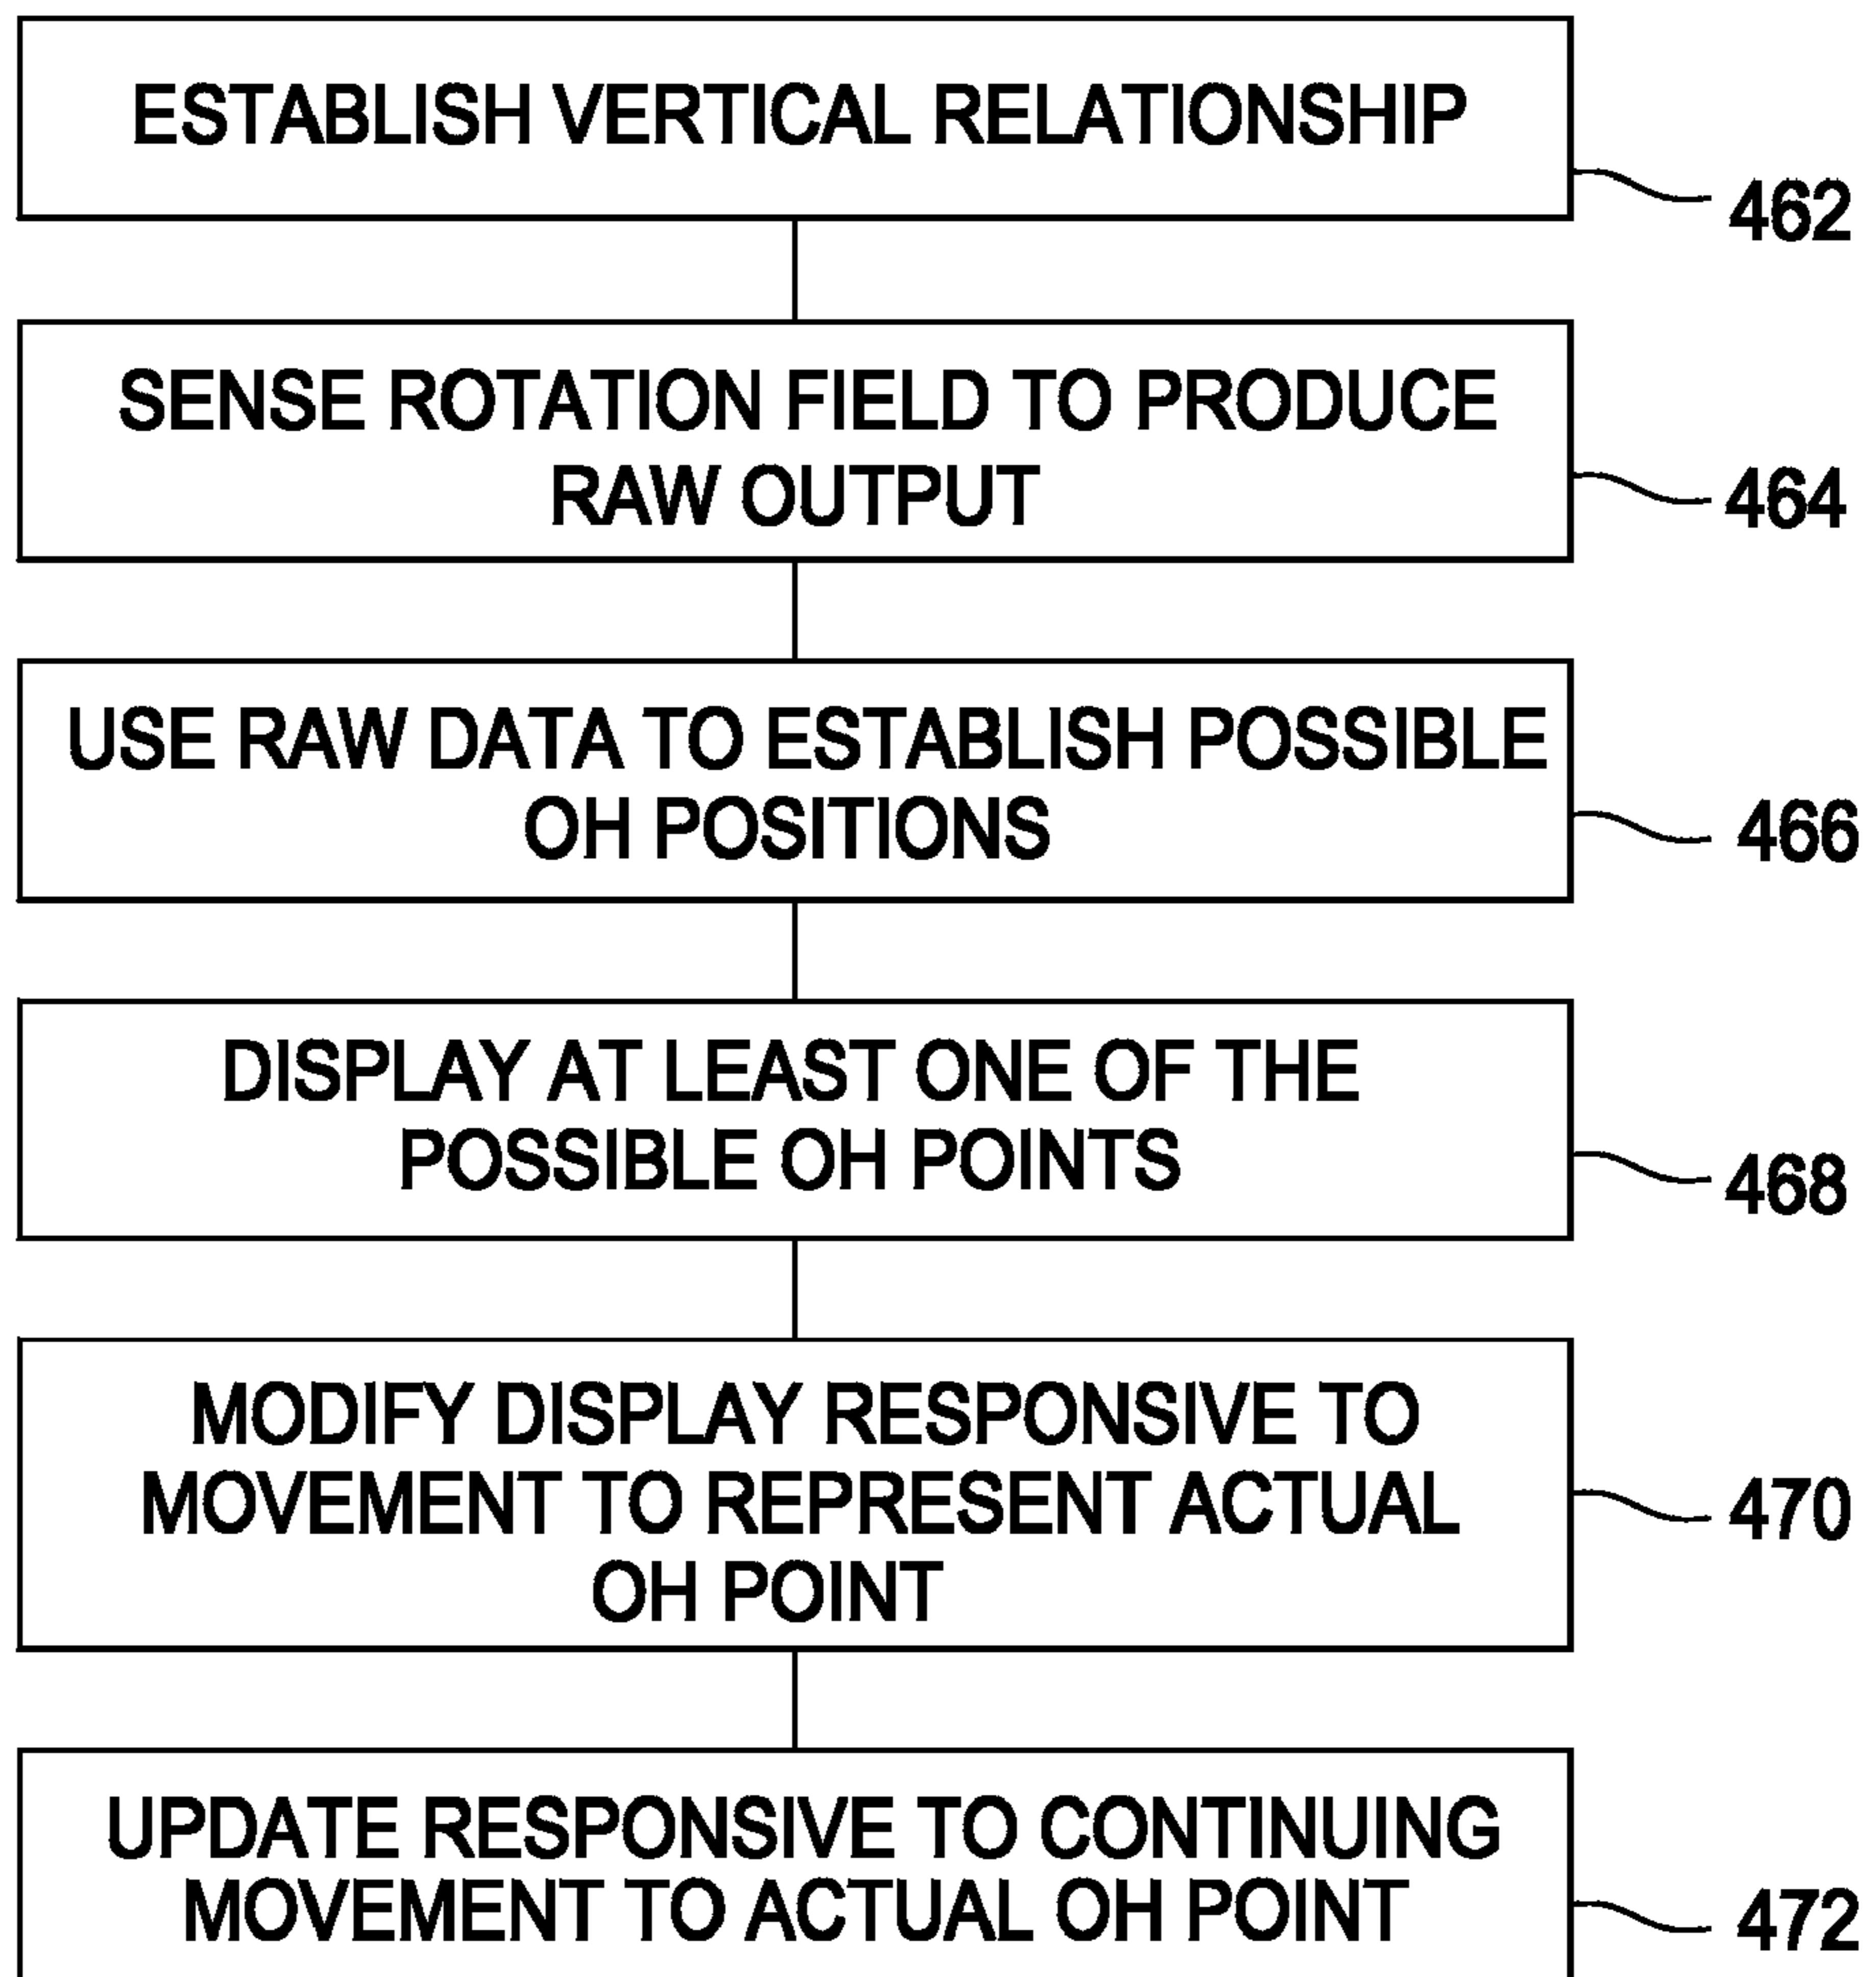 ESTABLISH VERTICAL RELATIONSHIP
462
SENSE ROTATION FIELD TO PRODUCE
RAW OUTPUT
464
USE RAW DATA TO ESTABLISH POSSIBLE
OH POSITIONS
466
DISPLAY AT LEAST ONE OF THE
POSSIBLE OH POINTS
468
MODIFY DISPLAY RESPONSIVE TO
MOVEMENT TO REPRESENT ACTUAL
OH POINT
470
UPDATE RESPONSIVE TO CONTINUING
MOVEMENT TO ACTUAL OH POINT
472